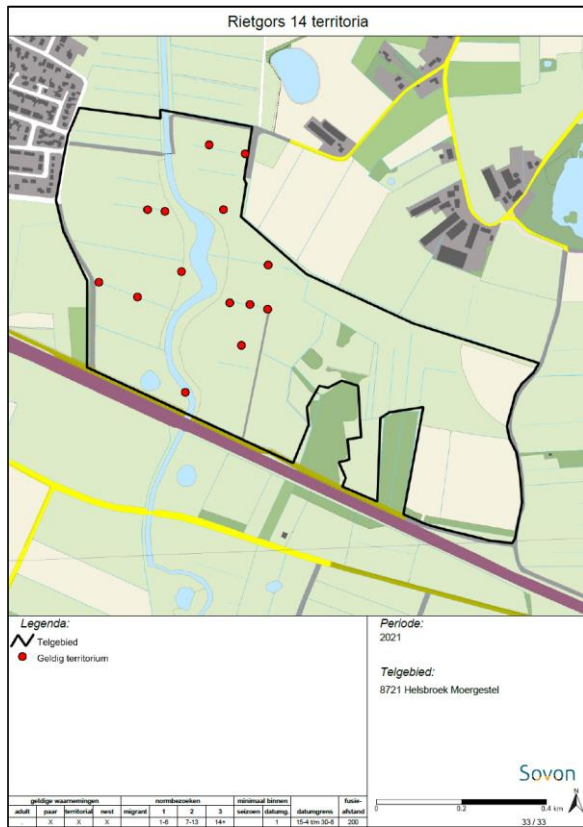 Rietgors 14 territoria
Legenda:
Telgebied
Geldig territorium
Periode:
2021
Telgebied:
8721 Helsbroek Moergestel
Sovon
N
0 0.2 0.4 km
33 / 33
geldige waarnemingen normbezoeken minimaal binnen fusie-
adult paar territoriaal nest migrant 1 2 3 seizoen datumg. datumgrens afstand
. X X X 1-6 7-13 14+ 1 15-4 t/m 30-6 200